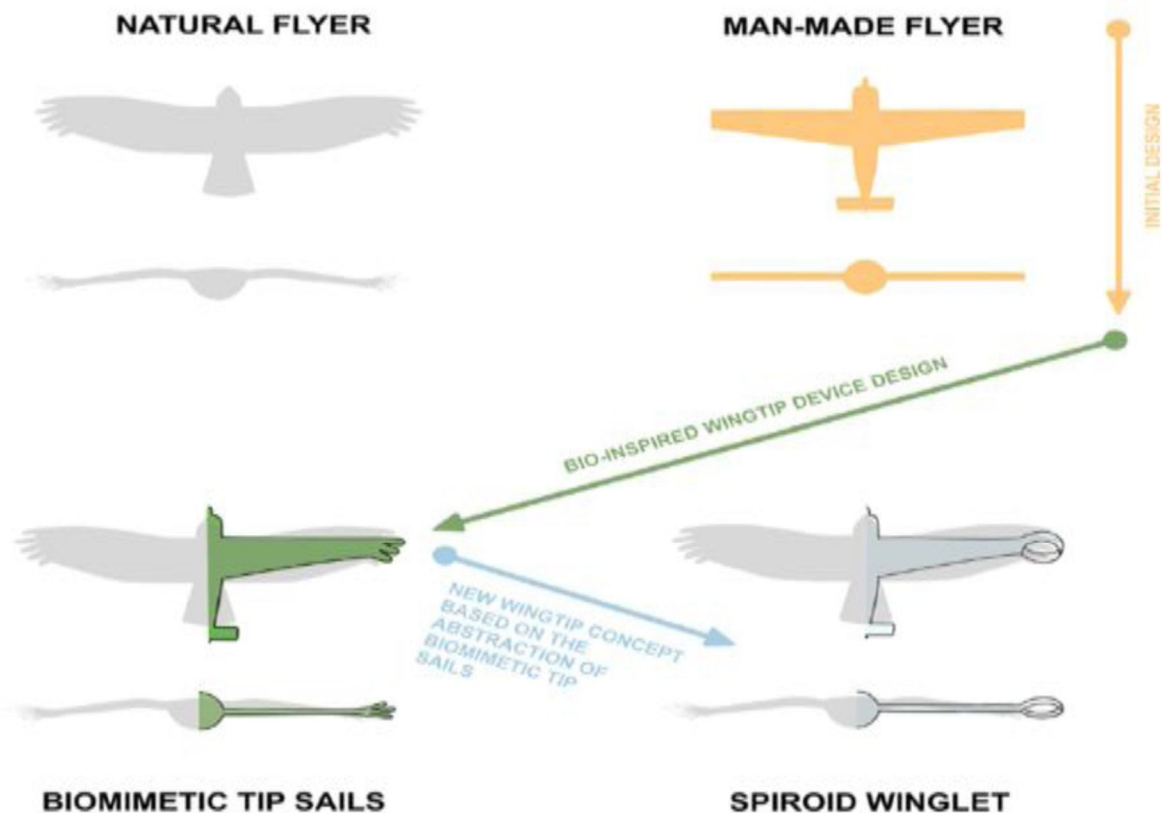 NATURAL FLYER
MAN-MADE FLYER
INITIAL DESIGN
BIO-INSPIRED WINGTIP DEVICE DESIGN
NEW WINGTIP CONCEPT
BASED ON THE
ABSTRACTION OF
BIOMIMETIC TIP
SAILS
BIOMIMETIC TIP SAILS
SPIROID WINGLET